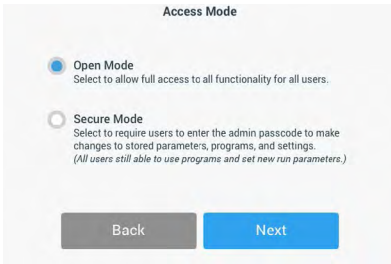 Access Mode
Open Mode
Select to allow full access to all functionality for all users.
Secure Mode
Select to require users to enter the admin passcode to make
changes to stored parameters, programs, and settings.
(All users still able to use programs and set new run parameters.)
Back Next